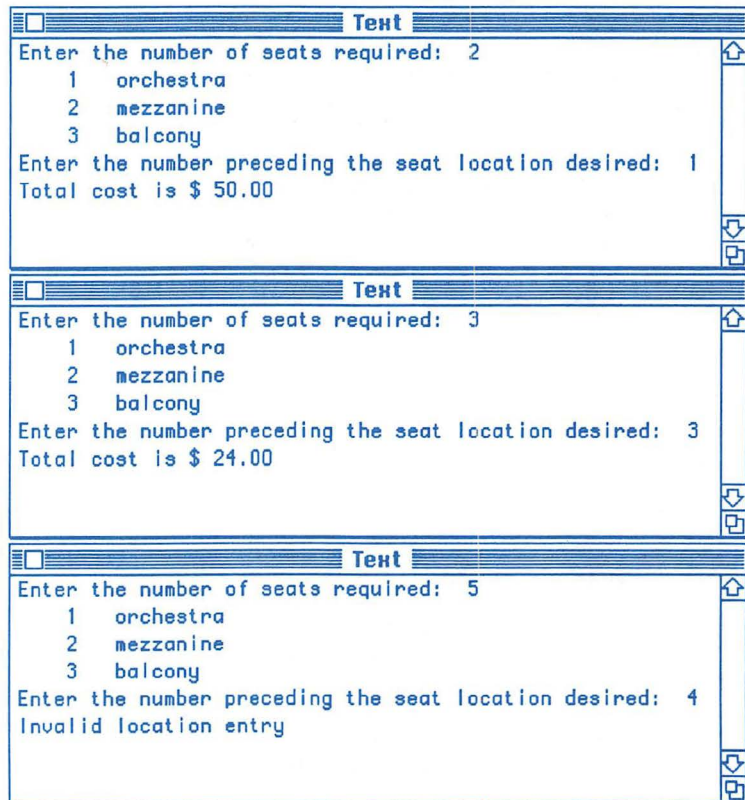 Text
Enter the number of seats required:  2
    1   orchestra
    2   mezzanine
    3   balcony
Enter the number preceding the seat location desired:  1
Total cost is $ 50.00
Text
Enter the number of seats required:  3
    1   orchestra
    2   mezzanine
    3   balcony
Enter the number preceding the seat location desired:  3
Total cost is $ 24.00
Text
Enter the number of seats required:  5
    1   orchestra
    2   mezzanine
    3   balcony
Enter the number preceding the seat location desired:  4
Invalid location entry